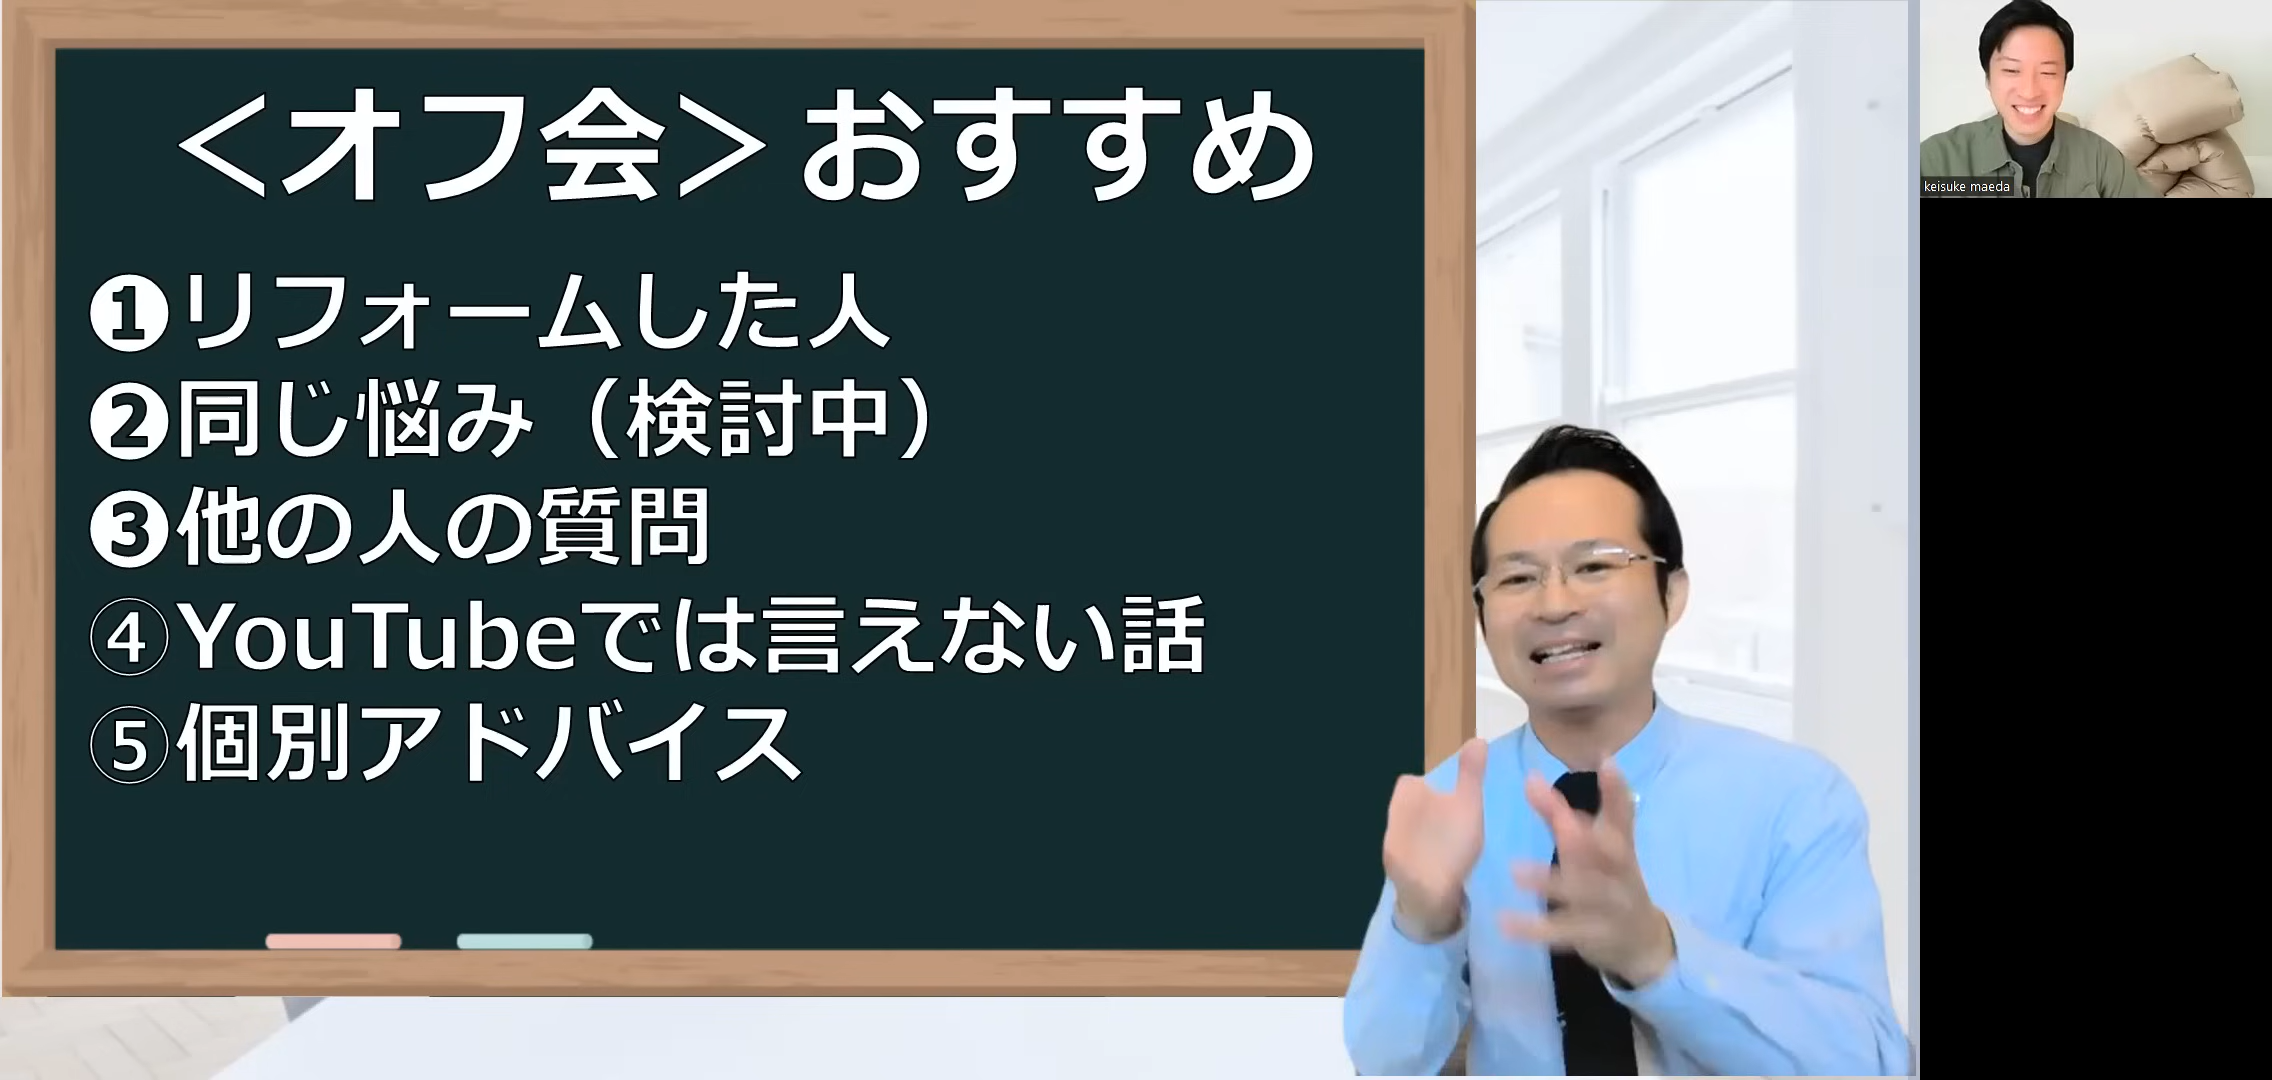 ＜オフ会＞おすすめ
❶リフォームした人
❷同じ悩み（検討中）
❸他の人の質問
④YouTubeでは言えない話
⑤個別アドバイス
keisuke maeda